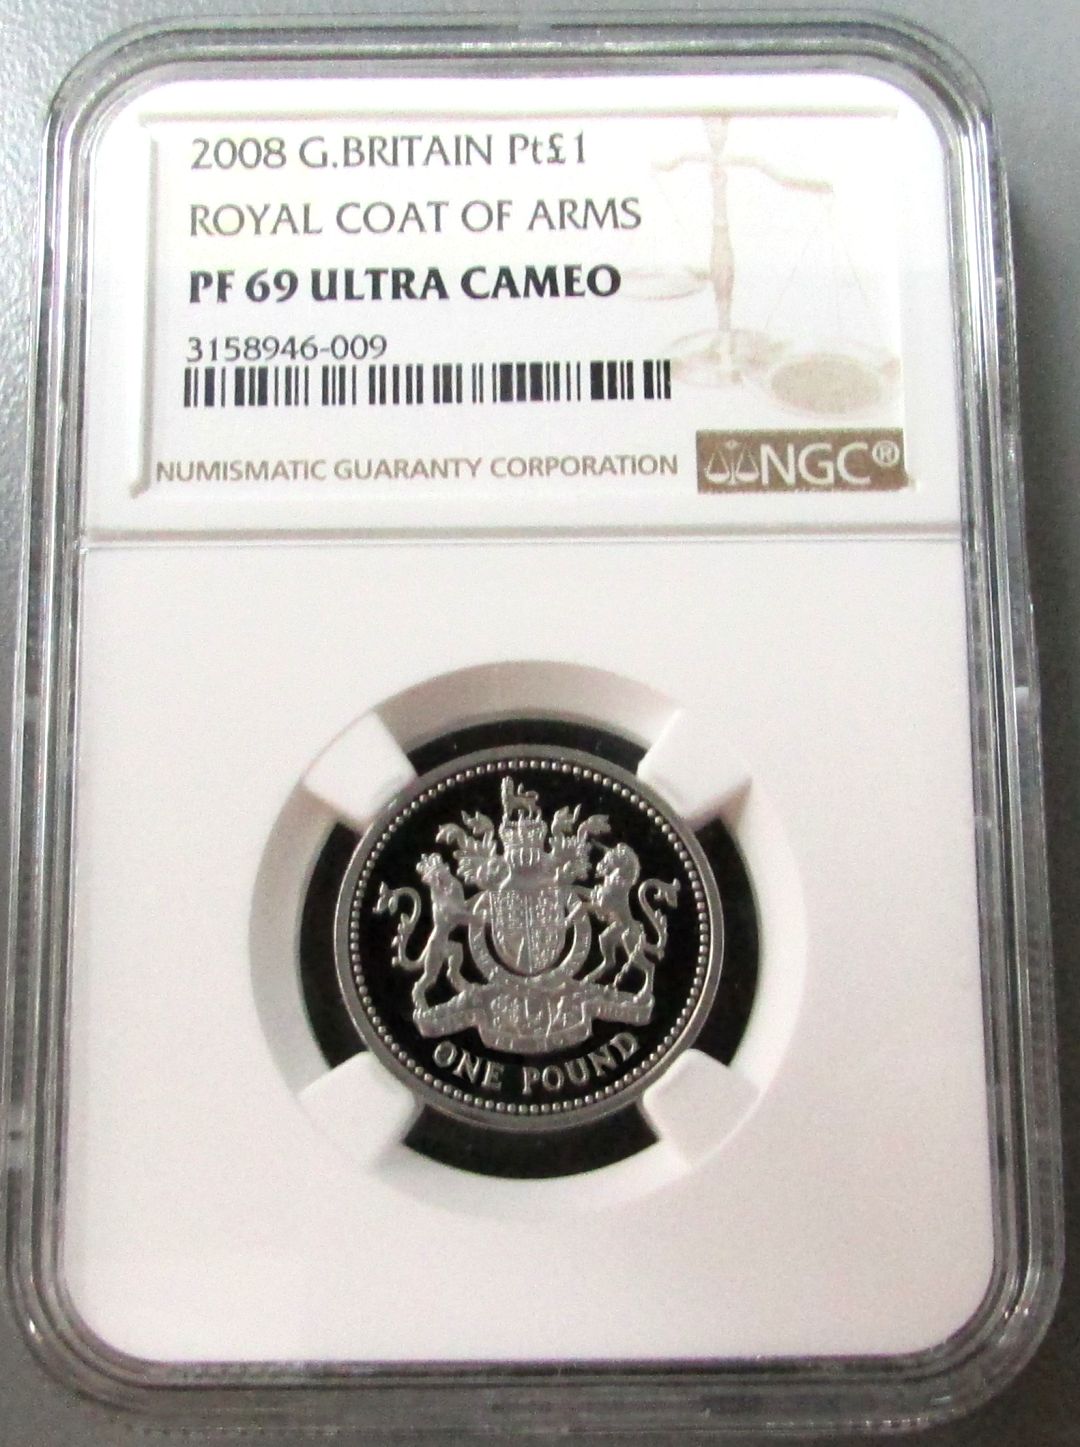 2008 G.BRITAIN Pt£1
ROYAL COAT OF ARMS
PF 69 ULTRA CAMEO
3158946-009
NUMISMATIC GUARANTY CORPORATION NGC®
ONE POUND